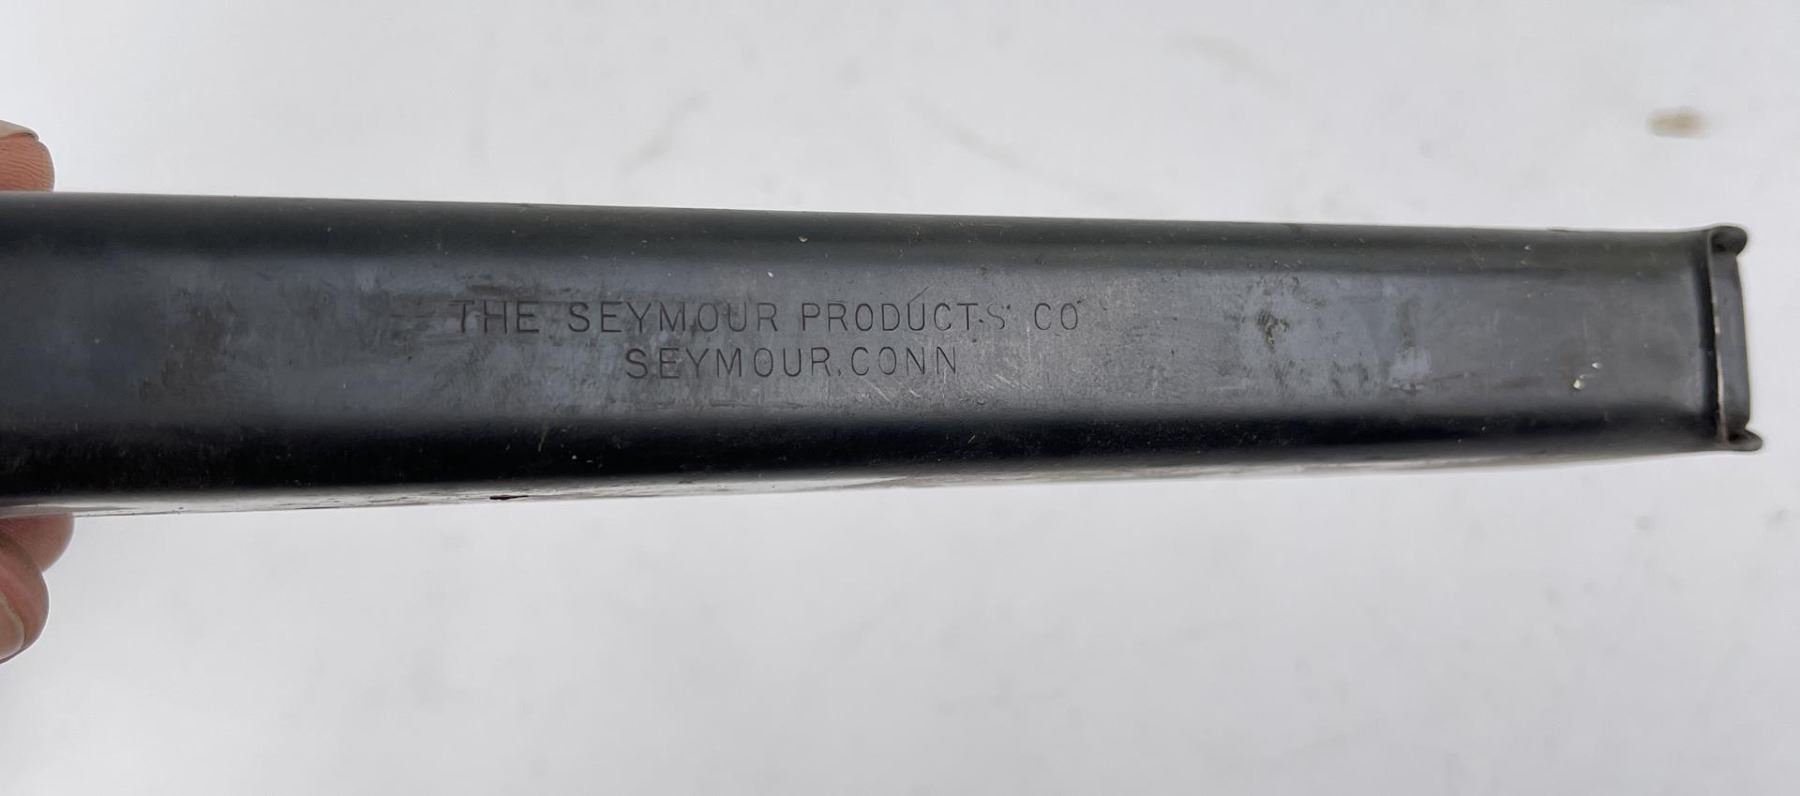 THE SEYMOUR PRODUCTS CO
SEYMOUR, CONN